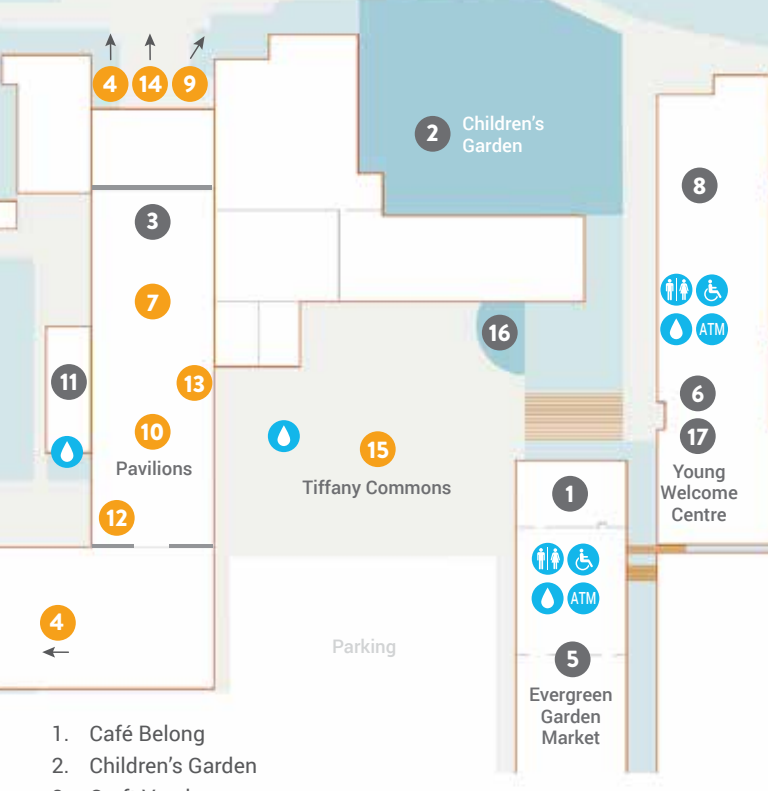 4 14 9
2 Children's
Garden
8
3
7
ATM
16
11
13
6
10
17
15
Pavilions
Tiffany Commons
Young
Welcome
Centre
1
12
ATM
4
Parking
5
Evergreen
Garden
Market
1. Café Belong
2. Children's Garden